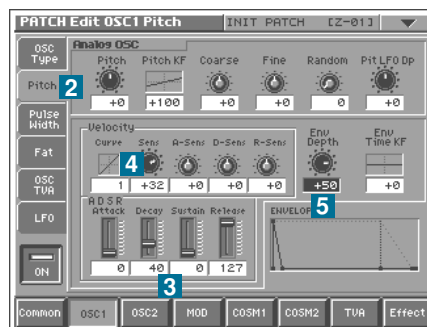 PATCH Edit OSC1 Pitch INIT PATCH [Z-01]
OSC Type
Pitch
Pulse Width
Fat
OSC TVA
LFO
ON
2
Analog OSC
Pitch Pitch KF Coarse Fine Random Pit LFO Dp
+0 +100 +0 +0 0 +0
Velocity
Curve Sens A-Sens D-Sens R-Sens
4
1 +32 +0 +0 +0
Env Depth Env Time KF
+50 +0
5
ADSR
Attack Decay Sustain Release
0 40 0 127
3
ENVELOP
Common OSC1 OSC2 MOD COSM1 COSM2 TVA Effect